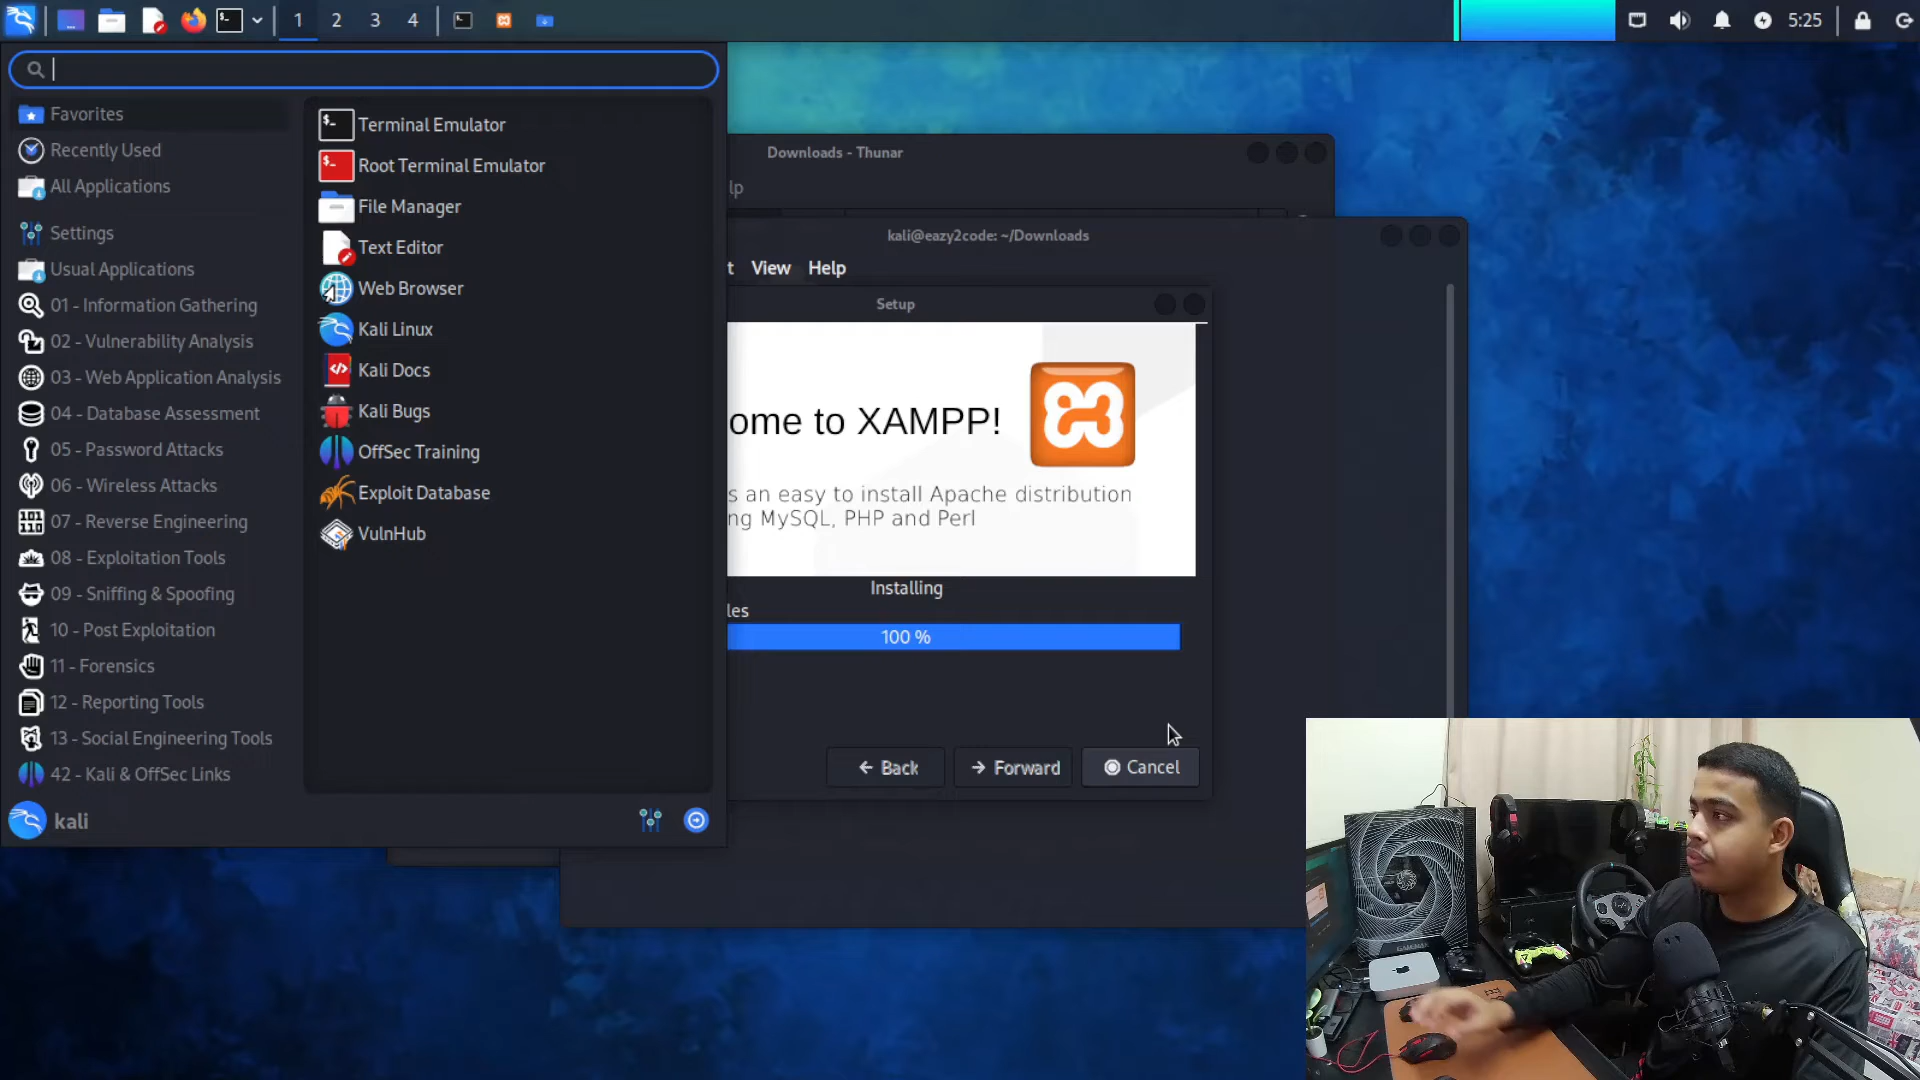 1 2 3 4
5:25
Favorites
Recently Used
All Applications
Settings
Usual Applications
01 - Information Gathering
02 - Vulnerability Analysis
03 - Web Application Analysis
04 - Database Assessment
05 - Password Attacks
06 - Wireless Attacks
07 - Reverse Engineering
08 - Exploitation Tools
09 - Sniffing & Spoofing
10 - Post Exploitation
11 - Forensics
12 - Reporting Tools
13 - Social Engineering Tools
42 - Kali & OffSec Links
kali
Terminal Emulator
Root Terminal Emulator
File Manager
Text Editor
Web Browser
Kali Linux
Kali Docs
Kali Bugs
OffSec Training
Exploit Database
VulnHub
Downloads - Thunar
lp
kali@eazy2code: ~/Downloads
t View Help
Setup
ome to XAMPP!
s an easy to install Apache distribution
ng MySQL, PHP and Perl
Installing
les
100 %
Back Forward Cancel